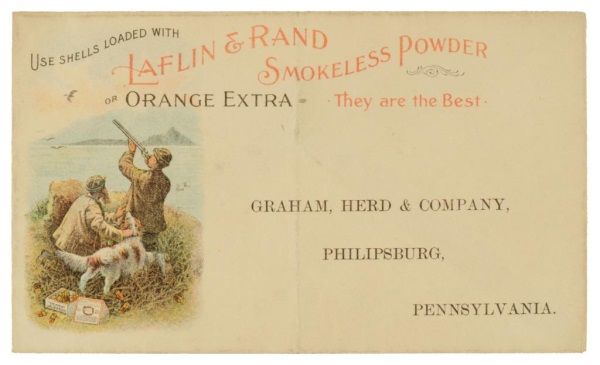 USE SHELLS LOADED WITH
LAFLIN & RAND
SMOKELESS POWDER
OR ORANGE EXTRA · They are the Best ·
GRAHAM, HERD & COMPANY,
PHILIPSBURG,
PENNSYLVANIA.